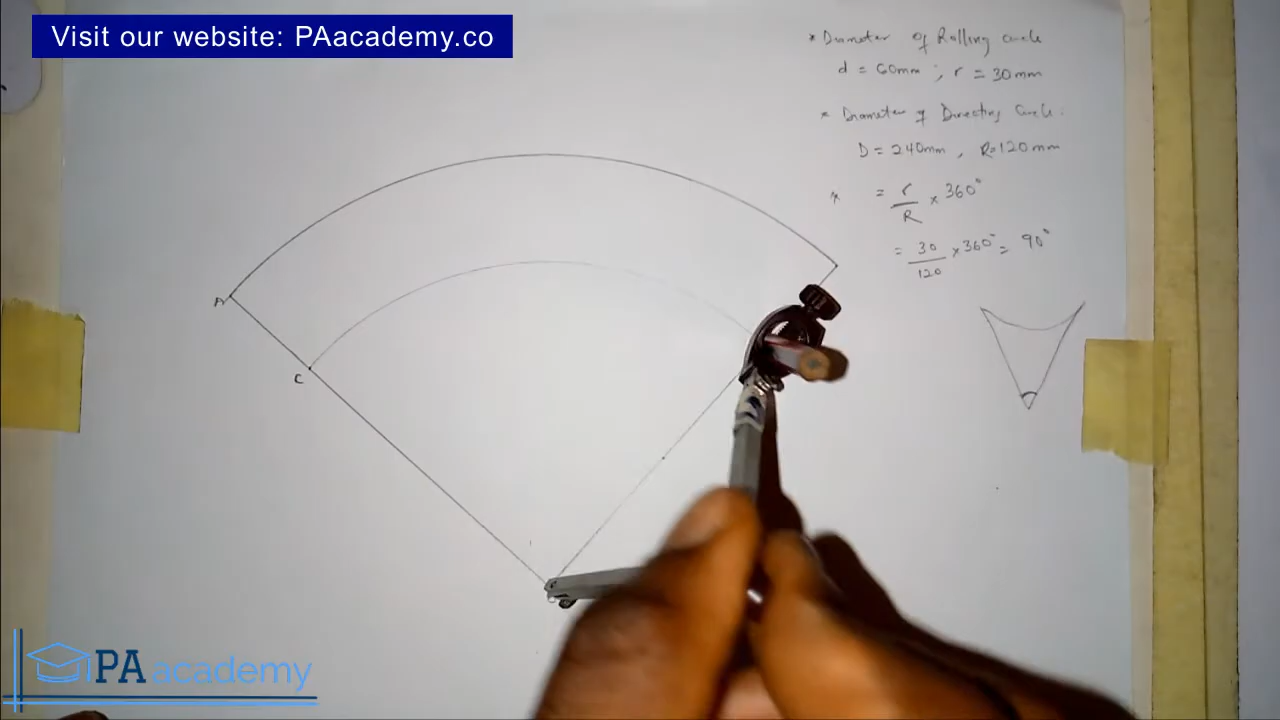 Visit our website: PAacademy.co
* Diameter of Rolling circle
d = 60mm ; r = 30mm
* Diameter of Directing Circle:
D = 240mm , R=120mm
* = r/R × 360°
= 30/120 × 360° = 90°
A
C
PA academy